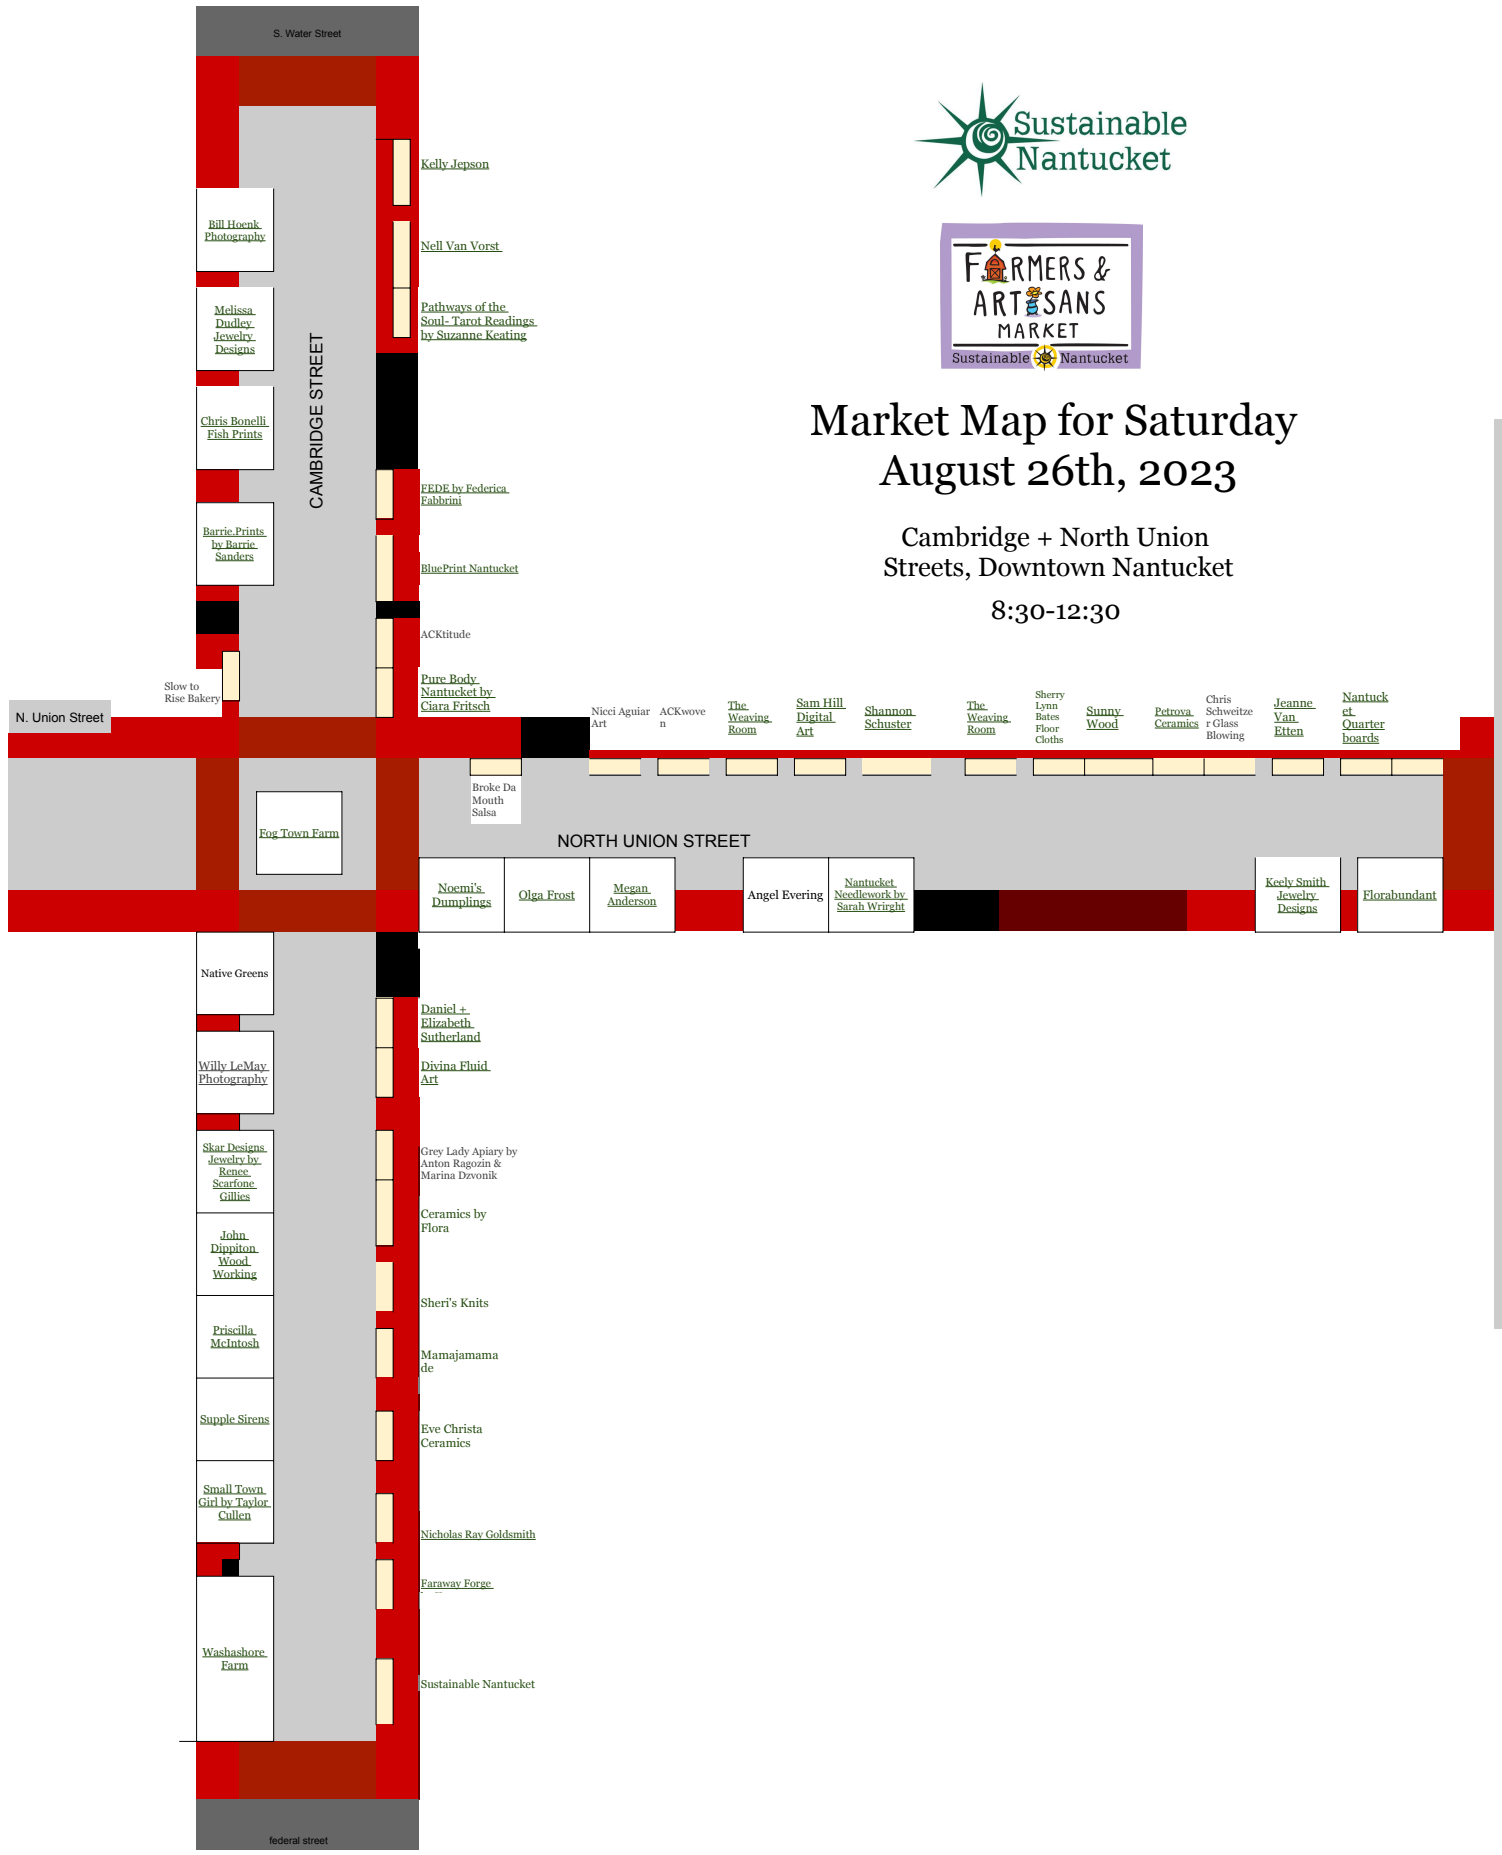 S. Water Street
Sustainable
Nantucket
FARMERS &
ARTISANS
MARKET
Sustainable Nantucket
Market Map for Saturday
August 26th, 2023
Cambridge + North Union
Streets, Downtown Nantucket
8:30-12:30
Kelly Jepson
Bill Hoenk
Photography
Nell Van Vorst
Melissa
Dudley
Jewelry
Designs
Pathways of the
Soul- Tarot Readings
by Suzanne Keating
CAMBRIDGE STREET
Chris Bonelli
Fish Prints
FEDE by Federica
Fabbrini
Barrie.Prints
by Barrie
Sanders
BluePrint Nantucket
ACKtitude
Slow to
Rise Bakery
Pure Body
Nantucket by
Ciara Fritsch
N. Union Street
Nicci Aguiar
Art
ACKwove
n
The
Weaving
Room
Sam Hill
Digital
Art
Shannon
Schuster
The
Weaving
Room
Sherry
Lynn
Bates
Floor
Cloths
Sunny
Wood
Petrova
Ceramics
Chris
Schweitze
r Glass
Blowing
Jeanne
Van
Etten
Nantuck
et
Quarter
boards
Broke Da
Mouth
Salsa
Fog Town Farm
NORTH UNION STREET
Noemi's
Dumplings
Olga Frost
Megan
Anderson
Angel Evering
Nantucket
Needlework by
Sarah Wrirght
Keely Smith
Jewelry
Designs
Florabundant
Native Greens
Daniel +
Elizabeth
Sutherland
Willy LeMay
Photography
Divina Fluid
Art
Skar Designs
Jewelry by
Renee
Scarfone
Gillies
Grey Lady Apiary by
Anton Ragozin &
Marina Dzvonik
Ceramics by
Flora
John
Dippiton
Wood
Working
Sheri's Knits
Priscilla
McIntosh
Mamajamama
de
Supple Sirens
Eve Christa
Ceramics
Small Town
Girl by Taylor
Cullen
Nicholas Ray Goldsmith
Faraway Forge
Washashore
Farm
Sustainable Nantucket
federal street